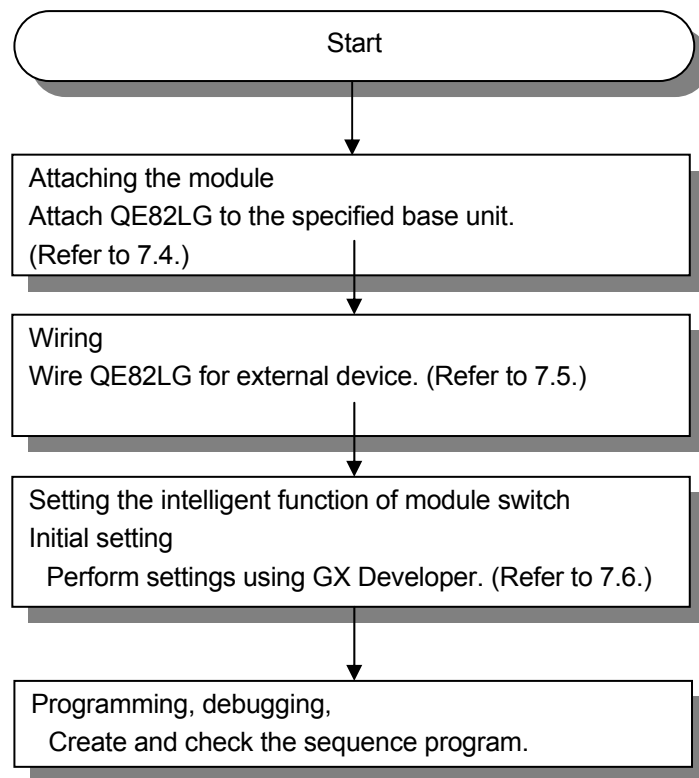 Start
Attaching the module
Attach QE82LG to the specified base unit.
(Refer to 7.4.)
Wiring
Wire QE82LG for external device. (Refer to 7.5.)
Setting the intelligent function of module switch
Initial setting
Perform settings using GX Developer. (Refer to 7.6.)
Programming, debugging,
Create and check the sequence program.